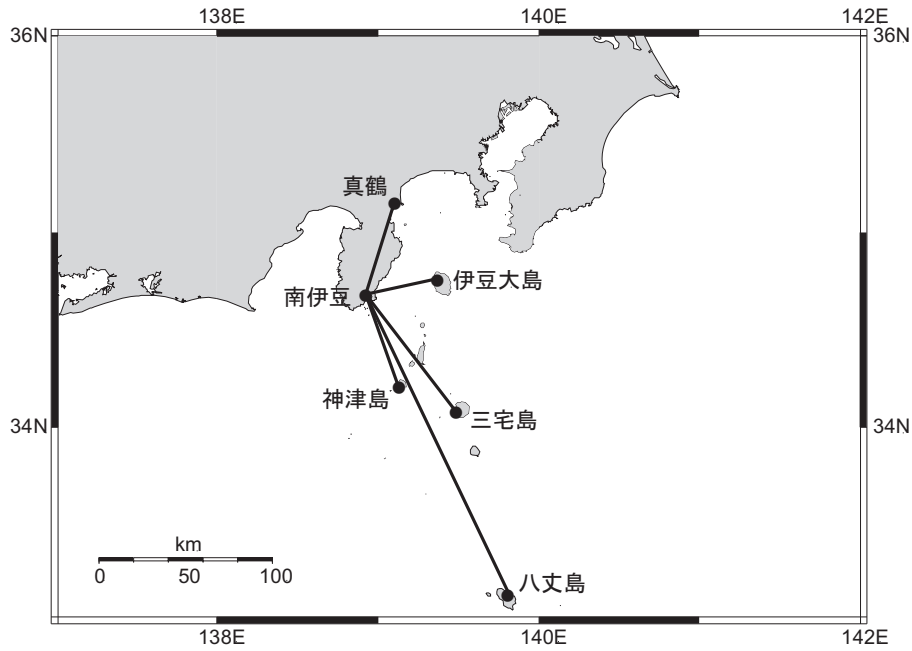 138E 140E 142E
36N 36N
真鶴
伊豆大島
南伊豆
神津島
三宅島
34N 34N
km
0 50 100
八丈島
138E 140E 142E